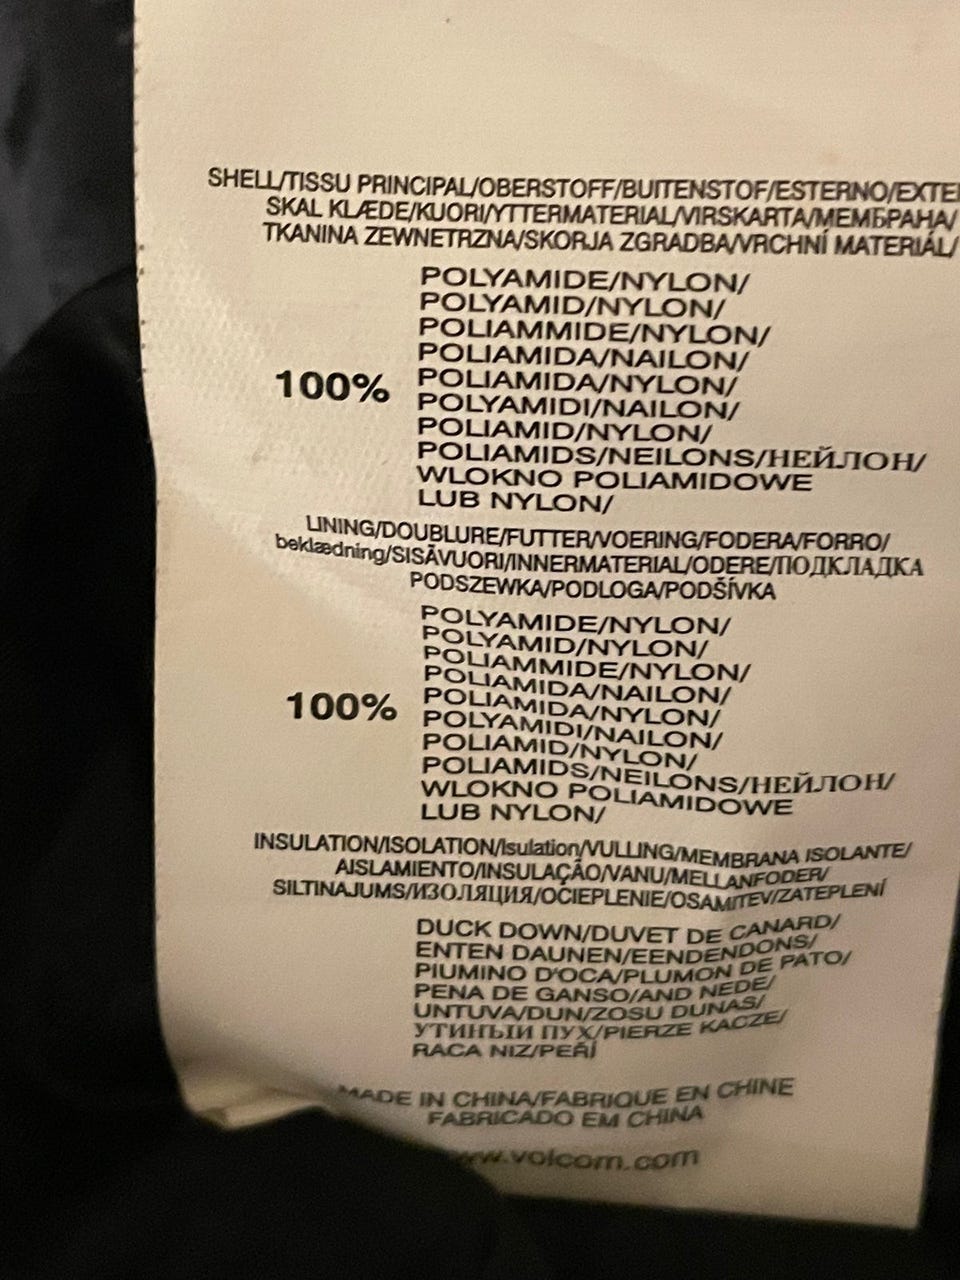 SHELL/TISSU PRINCIPAL/OBERSTOFF/BUITENSTOF/ESTERNO/EXTE
SKAL KLÆDE/KUORI/YTTERMATERIAL/VIRSKARTA/МЕМБРАНА/
TKANINA ZEWNETRZNA/SKORJA ZGRADBA/VRCHNÍ MATERIÁL/
POLYAMIDE/NYLON/
POLYAMID/NYLON/
POLIAMMIDE/NYLON/
POLIAMIDA/NAILON/
100% POLIAMIDA/NYLON/
POLYAMIDI/NAILON/
POLIAMID/NYLON/
POLIAMIDS/NEILONS/НЕЙЛОН/
WLOKNO POLIAMIDOWE
LUB NYLON/
LINING/DOUBLURE/FUTTER/VOERING/FODERA/FORRO/
beklædning/SISÄVUORI/INNERMATERIAL/ODERE/ПОДКЛАДКА
PODSZEWKA/PODLOGA/PODŠÍVKA
POLYAMIDE/NYLON/
POLYAMID/NYLON/
POLIAMMIDE/NYLON/
POLIAMIDA/NAILON/
100% POLIAMIDA/NYLON/
POLYAMIDI/NAILON/
POLIAMID/NYLON/
POLIAMIDS/NEILONS/НЕЙЛОН/
WLOKNO POLIAMIDOWE
LUB NYLON/
INSULATION/ISOLATION/Isulation/VULLING/MEMBRANA ISOLANTE/
AISLAMIENTO/INSULAÇÃO/VANU/MELLANFODER/
SILTINAJUMS/ИЗОЛЯЦИЯ/OCIEPLENIE/OSAMITEV/ZATEPLENÍ
DUCK DOWN/DUVET DE CANARD/
ENTEN DAUNEN/EENDENDONS/
PIUMINO D'OCA/PLUMON DE PATO/
PENA DE GANSO/AND NEDE/
UNTUVA/DUN/ZOSU DUNAS/
УТИНЫЙ ПУХ/PIERZE KACZE/
RACA NIZ/PEŘÍ
MADE IN CHINA/FABRIQUE EN CHINE
FABRICADO EM CHINA
www.volcom.com